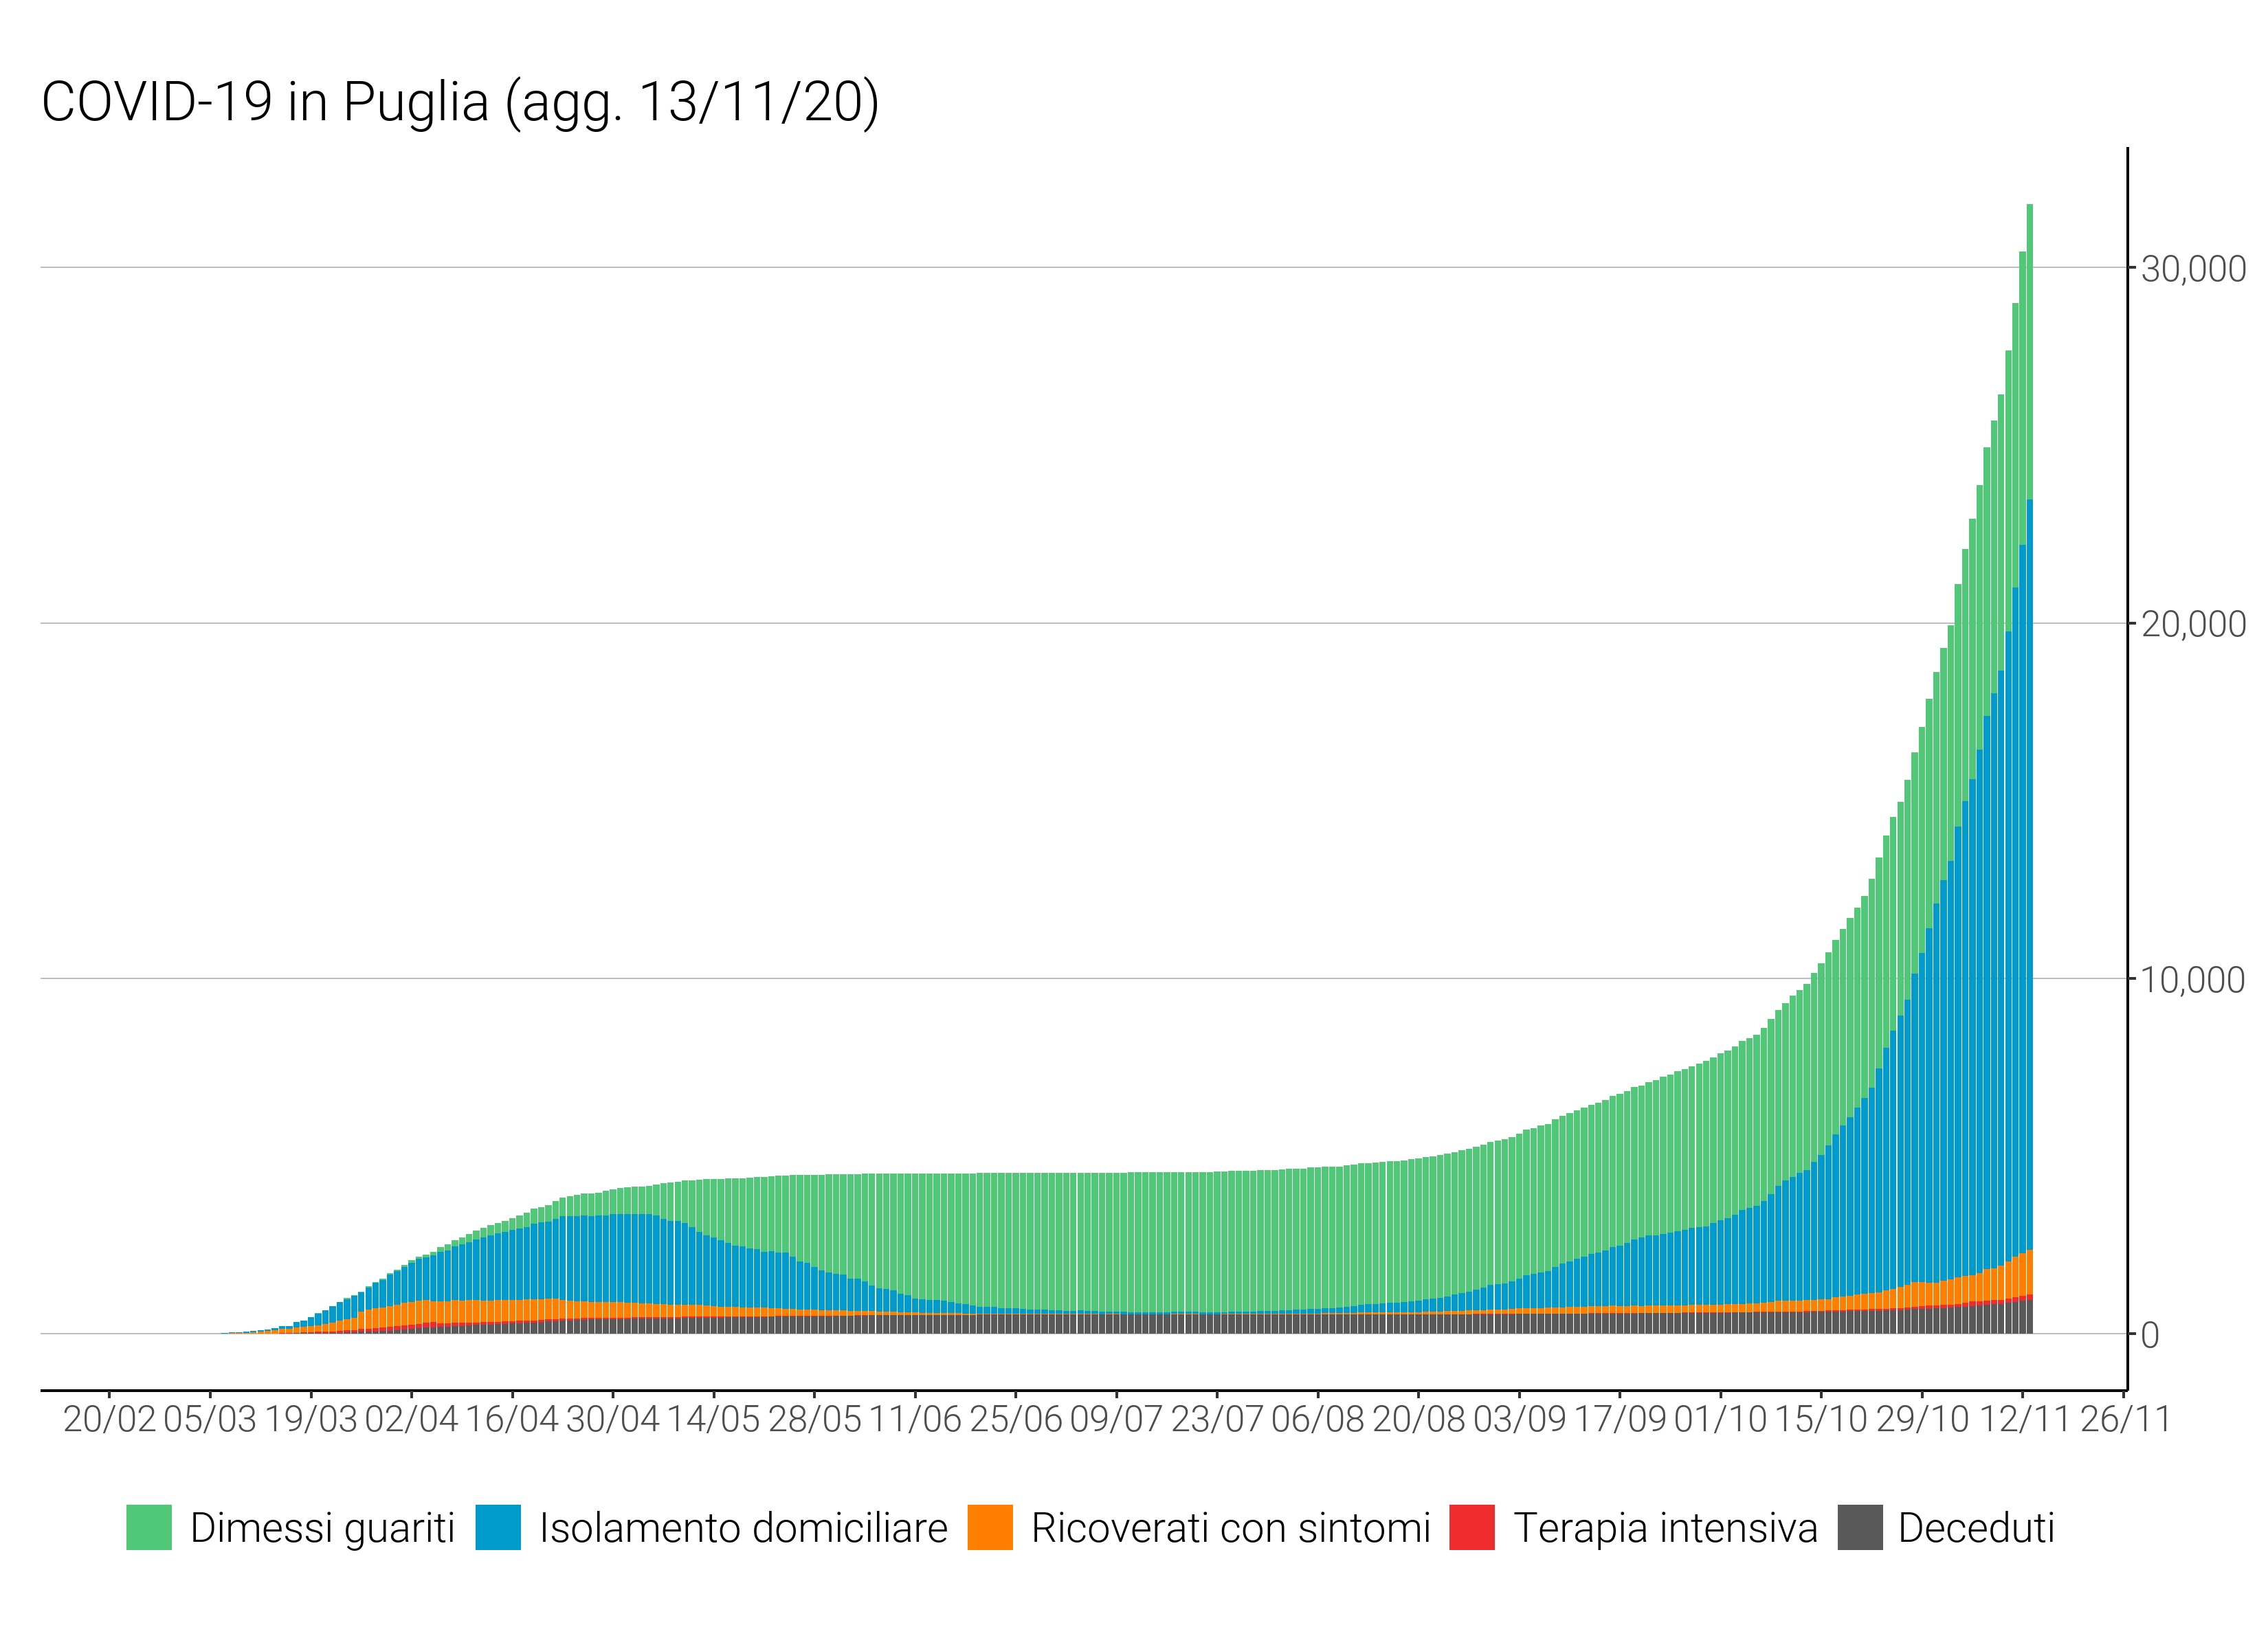 COVID-19 in Puglia (agg. 13/11/20)
30,000
20,000
10,000
0
20/02 05/03 19/03 02/04 16/04 30/04 14/05 28/05 11/06 25/06 09/07 23/07 06/08 20/08 03/09 17/09 01/10 15/10 29/10 12/11 26/11
Dimessi guariti Isolamento domiciliare Ricoverati con sintomi Terapia intensiva Deceduti